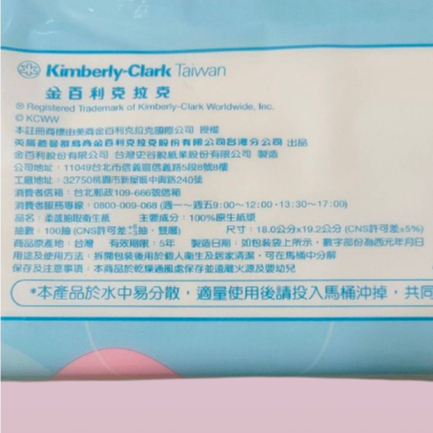 Kimberly-Clark Taiwan
金百利克拉克
® Registered Trademark of Kimberly-Clark Worldwide, Inc.
© KCWW
本註冊商標由美商金百利克拉克國際公司 授權
英屬維爾京群島商金百利克拉克股份有限公司台灣分公司 出品
金百利股份有限公司 台灣史谷脫紙業股份有限公司 製造
公司地址:11049台北市信義區信義路5段8號8樓
工廠地址:32750桃園市新屋區中興路240號
消費者信箱:台北郵政109-666號信箱
消費者服務專線:0800-009-068 (週一~週五9:00~12:00,13:30~17:00)
品名:柔感抽取衛生紙 主要成分:100%原生紙漿
抽數:100抽 (CNS許可差 抽,雙層) 尺寸:18.0公分x19.2公分 (CNS許可差±5%)
商品原產地:台灣 有效期限:5年 製造日期:如包裝袋上所示,數字部份為西元年月日
用途及使用方法:拆開包裝後用於個人衛生及居家清潔,可在馬桶中分解
保存及注意事項:本商品於乾燥通風處保存並遠離火源及嬰幼兒
*本產品於水中易分散,適量使用後請投入馬桶沖掉,共同